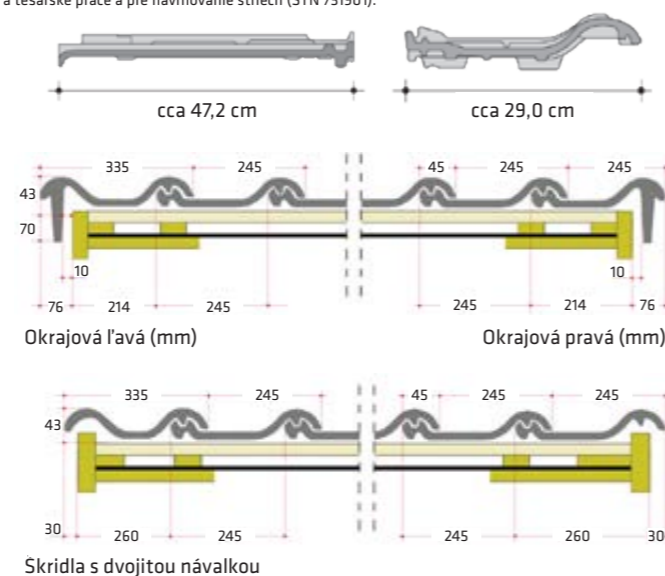 a tesárske práce a pre navrhovanie striech (STN 731901).
cca 47,2 cm cca 29,0 cm
335 245 45 245 245
43
70
10 10
76 214 245 245 214 76
Okrajová ľavá (mm) Okrajová pravá (mm)
335 245 45 245 245
43
30 260 245 245 260 30
Škridla s dvojitou návalkou